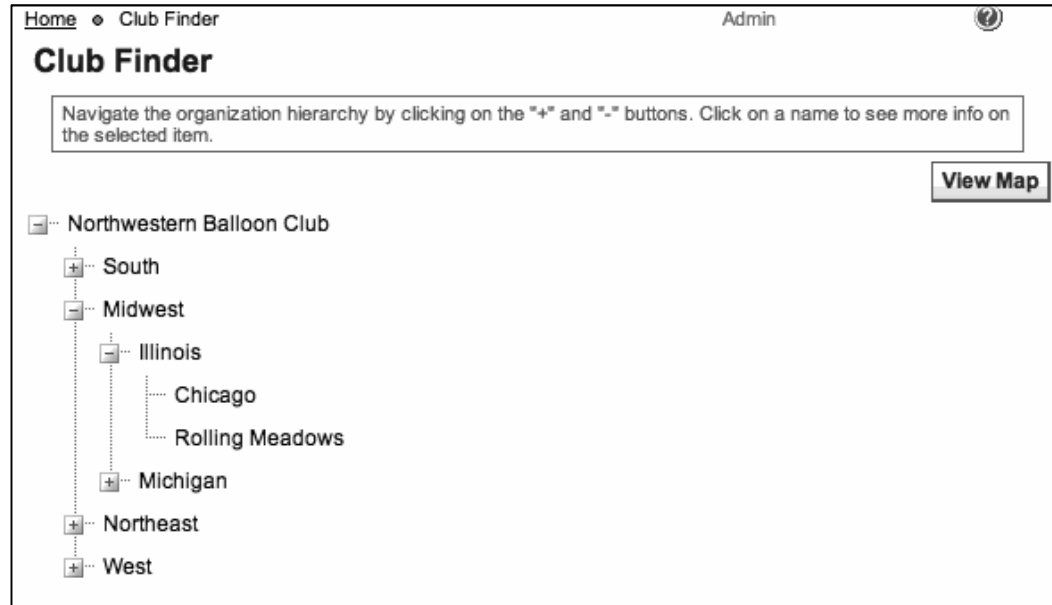 Home • Club Finder Admin ?
Club Finder
Navigate the organization hierarchy by clicking on the "+" and "-" buttons. Click on a name to see more info on
the selected item.
View Map
- Northwestern Balloon Club
+ South
- Midwest
- Illinois
Chicago
Rolling Meadows
+ Michigan
+ Northeast
+ West